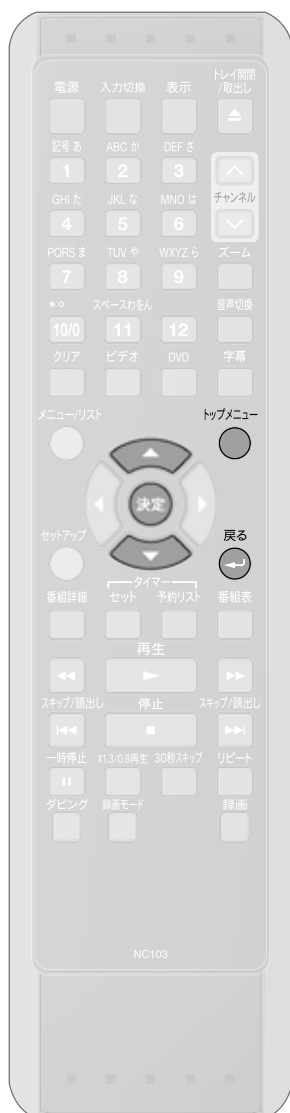 電源 入力切換 表示 トレイ開閉
/取出し
記号 あ ABC か DEF さ
1 2 3
GHI た JKL な MNO は チャンネル
4 5 6
PQRS ま TUV や WXYZ ら ズーム
7 8 9
゛゜ スペースわをん 音声切換
10/0 11 12
クリア ビデオ DVD 字幕
メニュー/リスト トップメニュー
決定
セットアップ 戻る
タイマー
番組詳細 セット 予約リスト 番組表
再生
スキップ/頭出し 停止 スキップ/頭出し
一時停止 X1.3/0.8再生 30秒スキップ リピート
ダビング 録画モード 録画
NC103